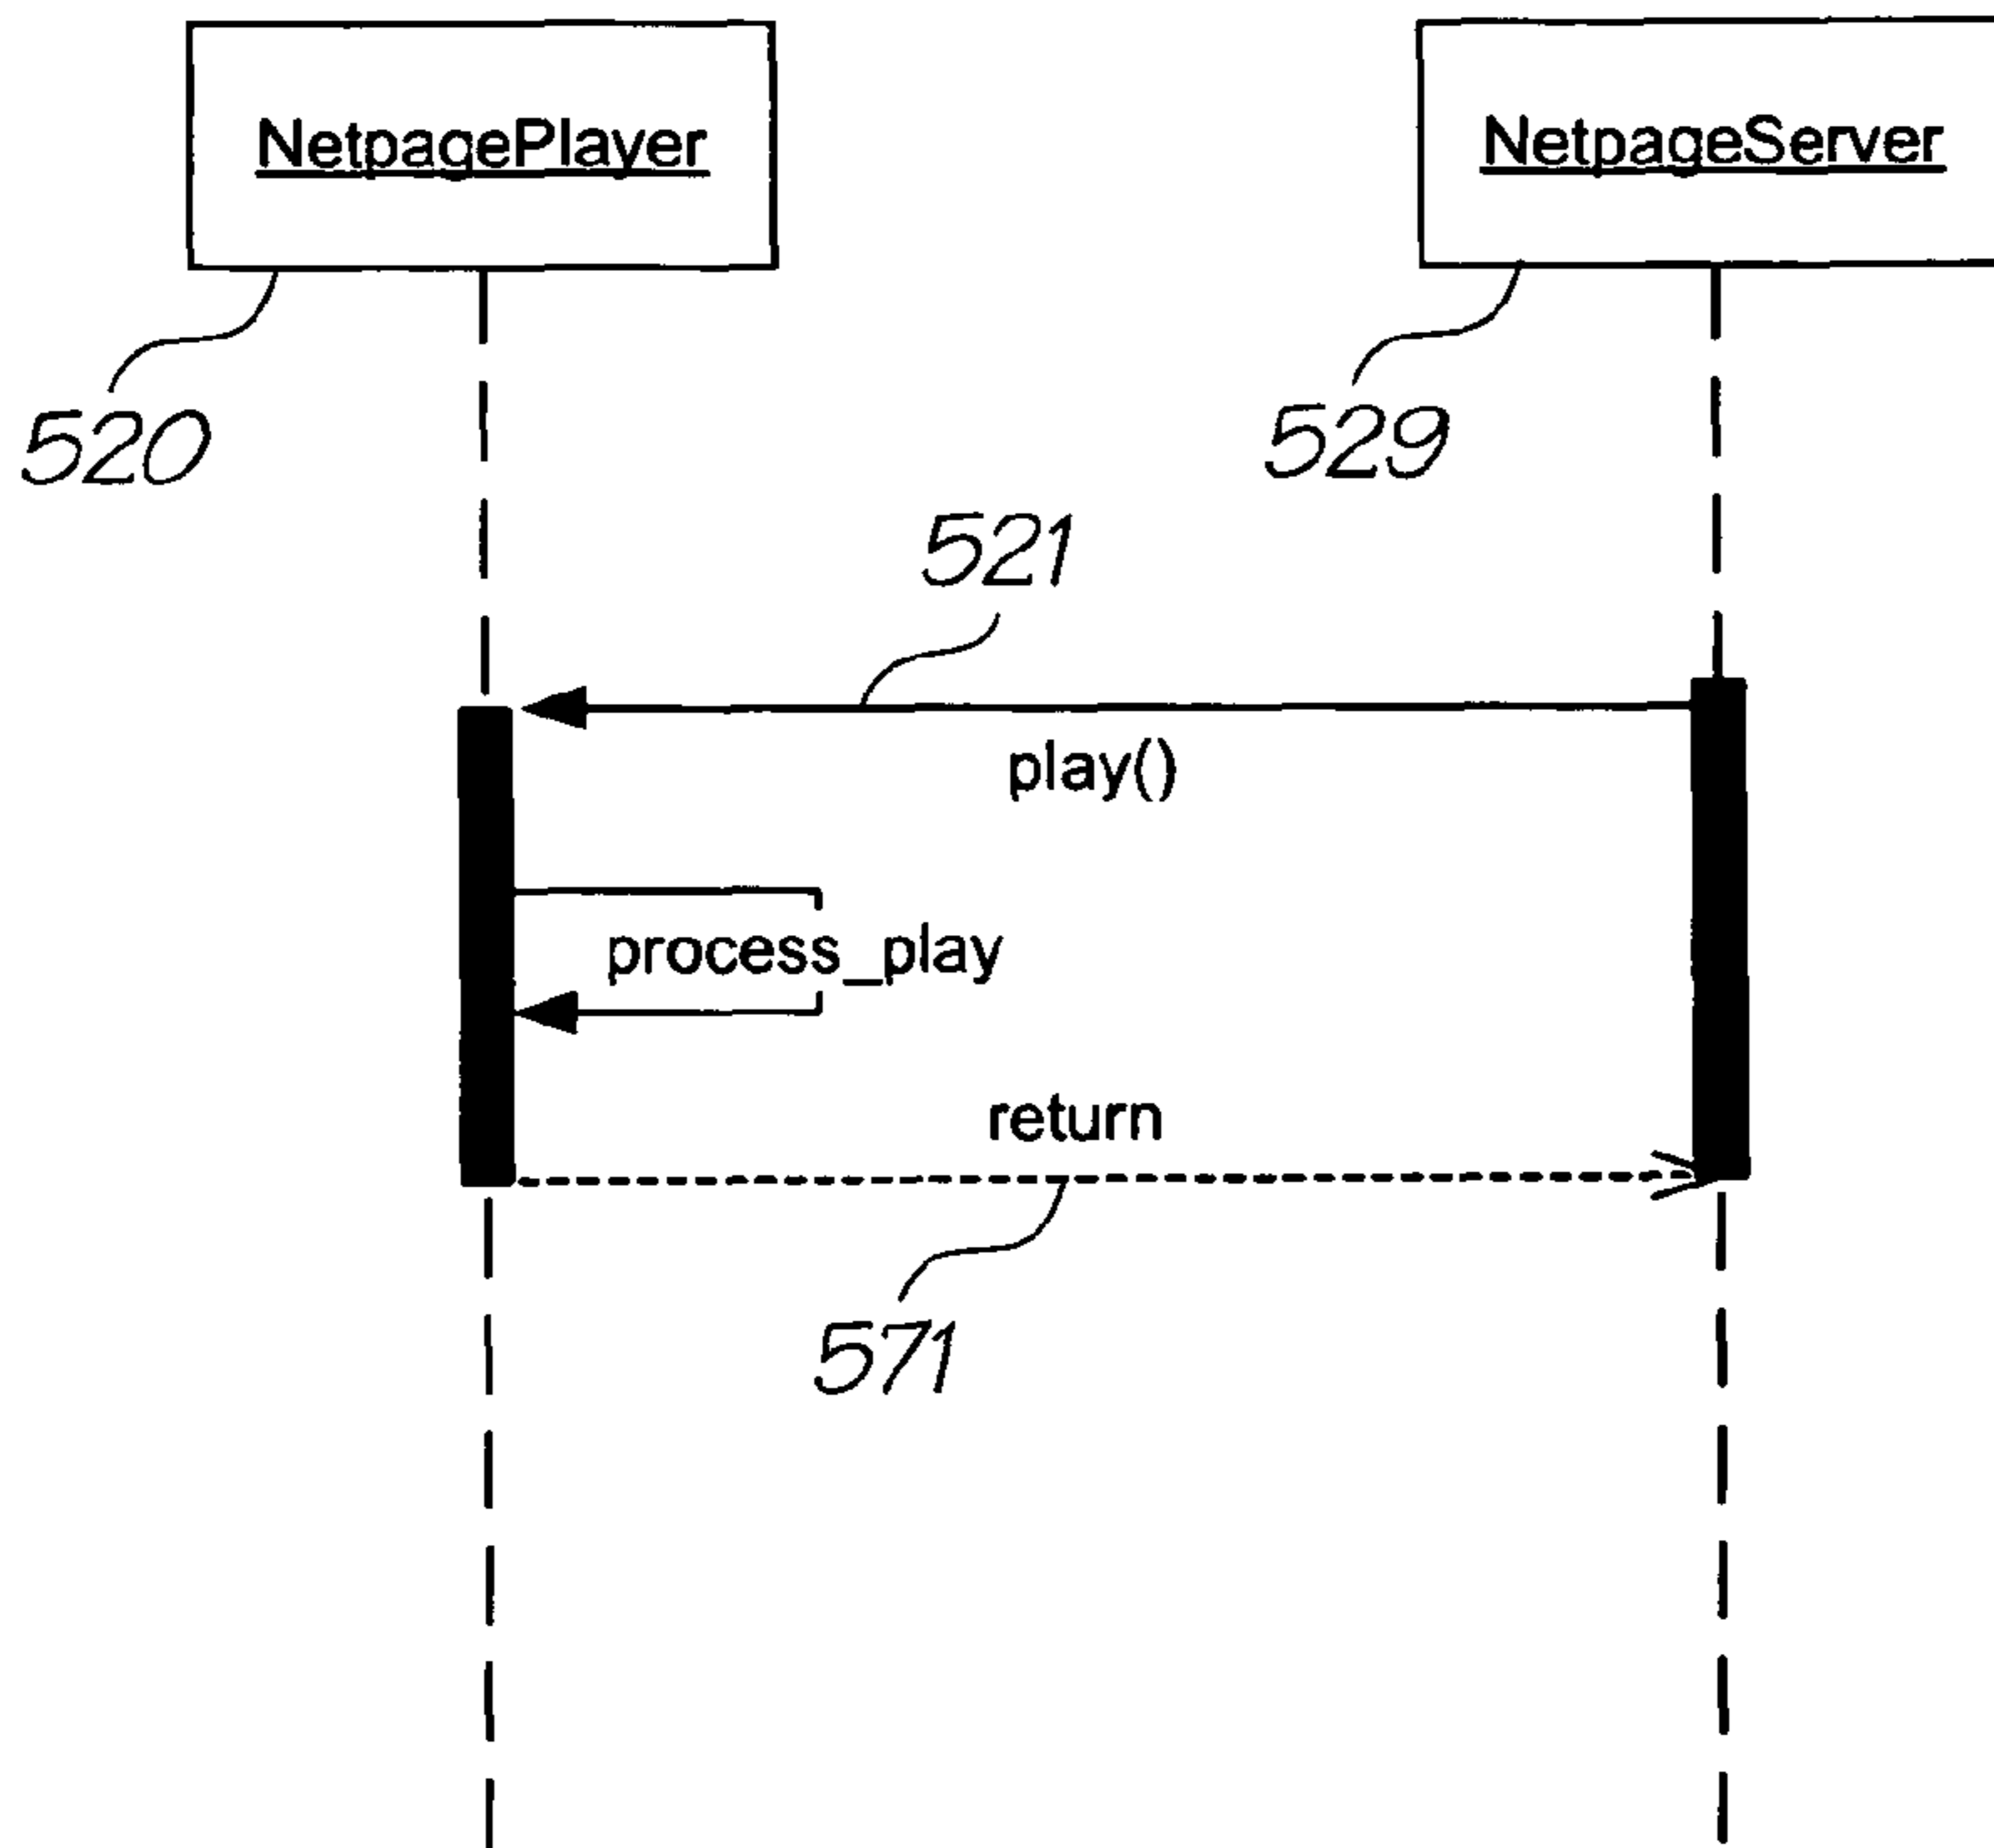 NetpagePlayer
NetpageServer
520
529
521
play()
process_play
return
571